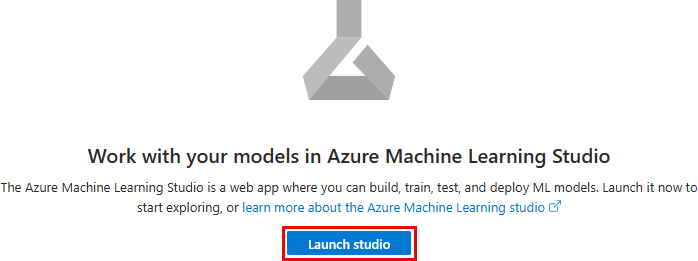 Work with your models in Azure Machine Learning Studio
The Azure Machine Learning Studio is a web app where you can build, train, test, and deploy ML models. Launch it now to
start exploring, or learn more about the Azure Machine Learning studio
Launch studio